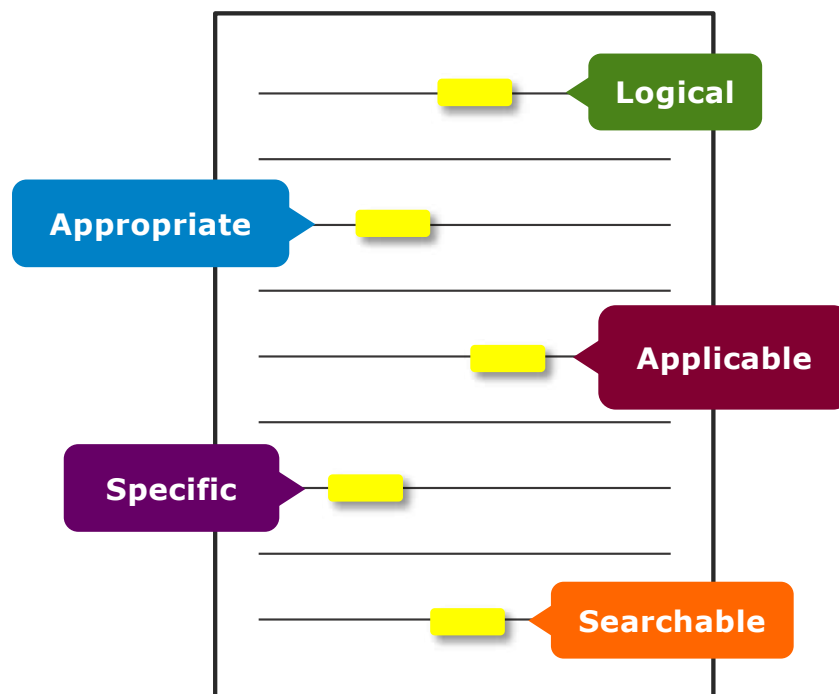 Logical
Appropriate
Applicable
Specific
Searchable